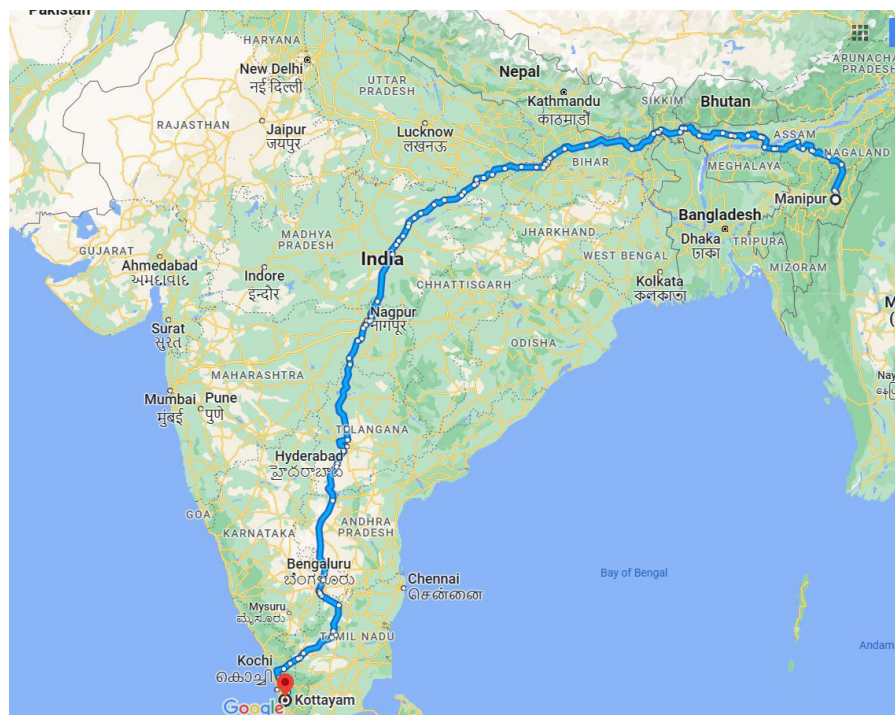 Pakistan
HARYANA
ARUNACHA
PRADESH
New Delhi
नई दिल्ली
Nepal
UTTAR
PRADESH
SIKKIM
Bhutan
Kathmandu
काठमाडौं
RAJASTHAN
Jaipur
जयपुर
Lucknow
लखनऊ
ASSAM
NAGALAND
BIHAR
MEGHALAYA
Manipur
Bangladesh
MADHYA
PRADESH
JHARKHAND
Dhaka
ঢাকা
TRIPURA
GUJARAT
Ahmedabad
અમદાવાદ
India
WEST BENGAL
MIZORAM
Indore
इन्दौर
Kolkata
কলকাতা
CHHATTISGARH
Nagpur
नागपूर
M
(
Surat
સુરત
ODISHA
MAHARASHTRA
Nay
Mumbai
मुंबई
Pune
पुणे
TELANGANA
Hyderabad
GOA
KARNATAKA
ANDHRA
PRADESH
Bengaluru
ಬೆಂಗಳೂರು
Chennai
சென்னை
Bay of Bengal
Mysuru
ಮೈಸೂರು
TAMIL NADU
Andam
Kochi
കൊച്ചി
Kottayam
Google